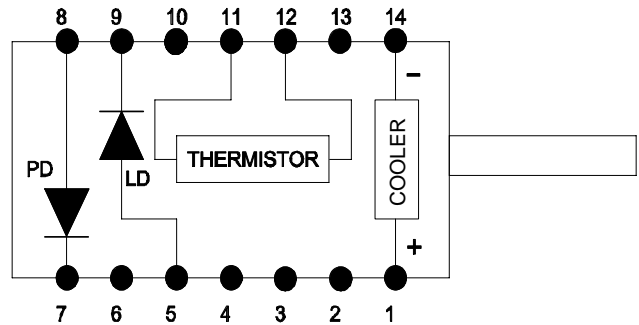 8 9 10 11 12 13 14
−
THERMISTOR
COOLER
PD
LD
+
7 6 5 4 3 2 1